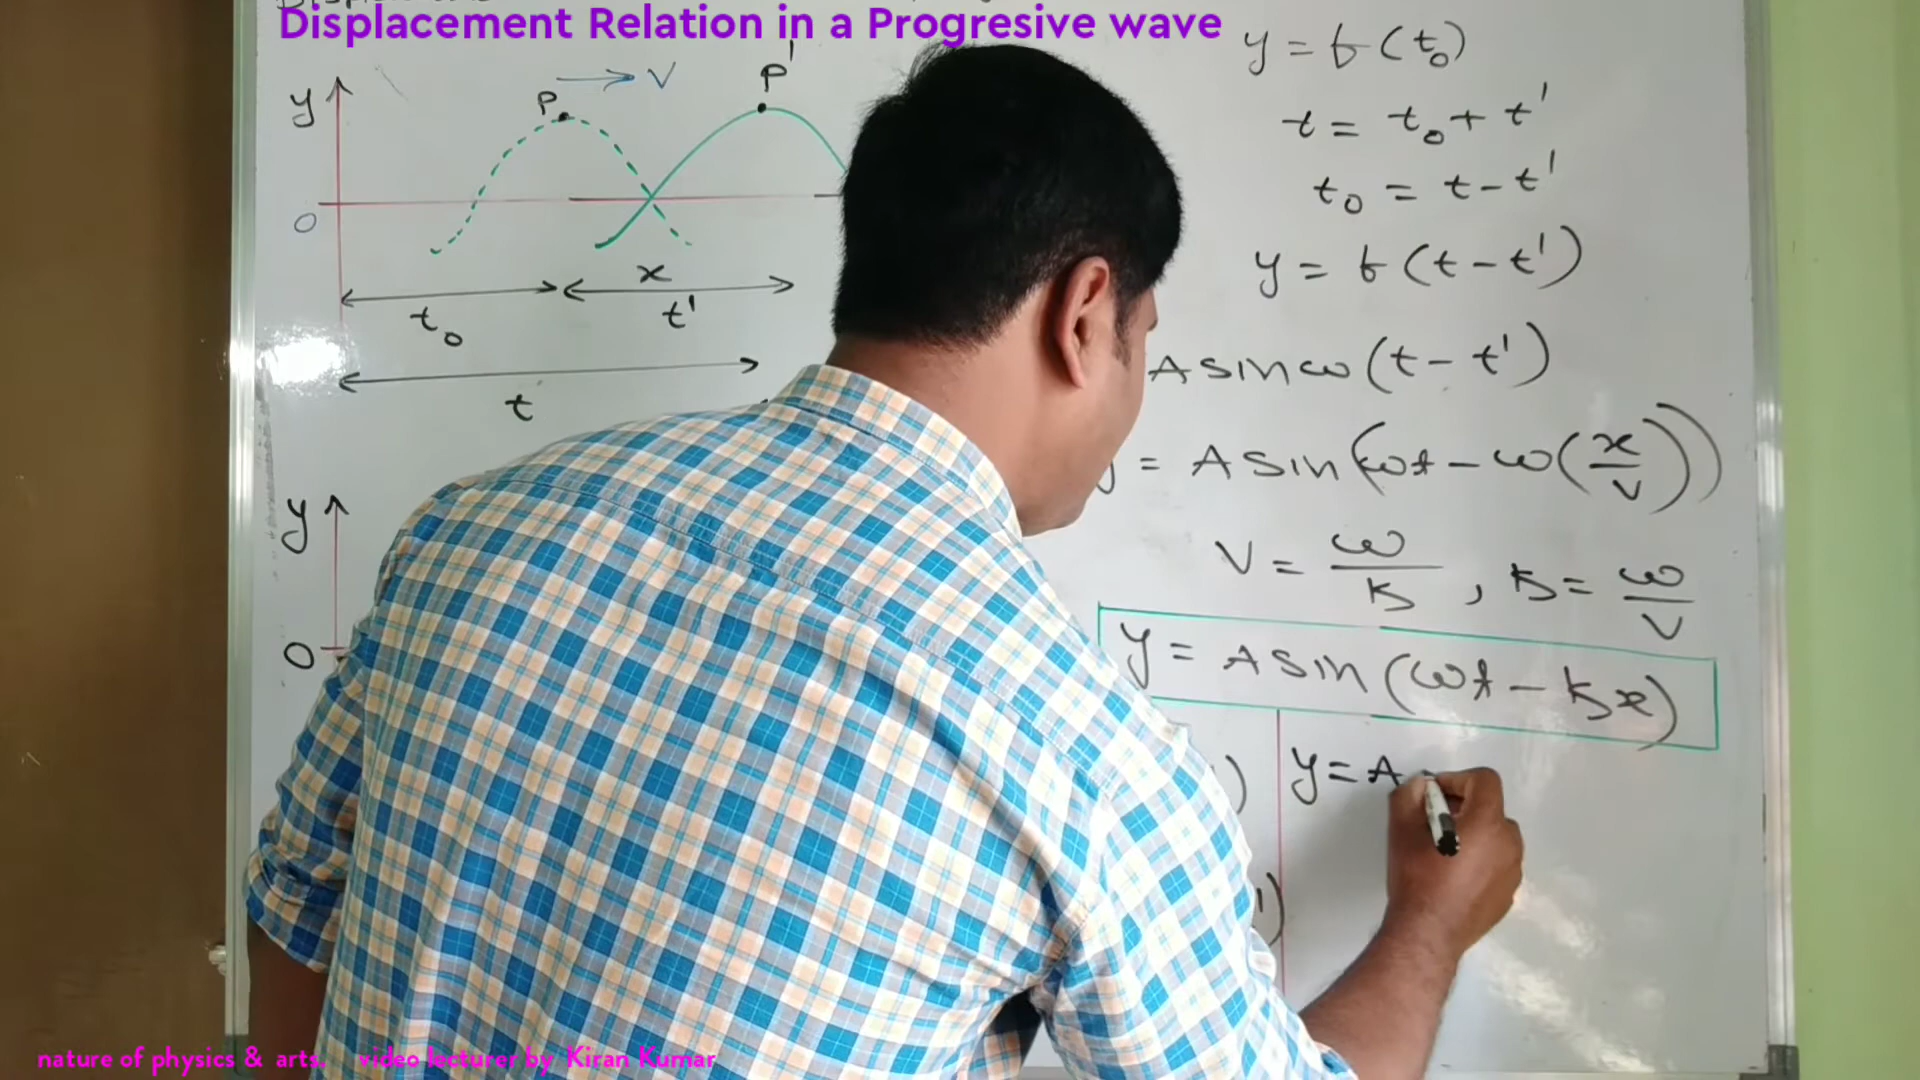 Displacement Relation in a Progresive wave
y
P
→ V
P'
O
x
t₀
t'
t
y
O
y = f (t₀)
t = t₀ + t'
t₀ = t - t'
y = f (t - t')
A sin ω (t - t')
= A sin (ωt - ω (x/v))
V = ω/k , k = ω/v
y = A sin (ωt - kx)
y = A
nature of physics & arts. video lecturer by Kiran Kumar